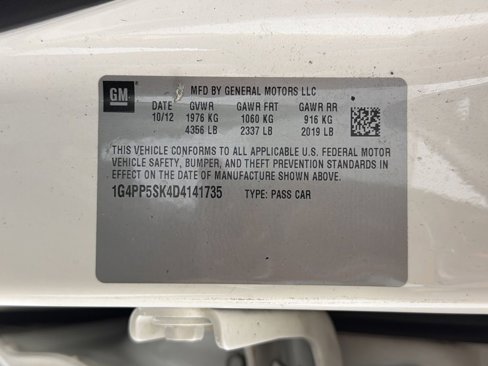 GM
MFD BY GENERAL MOTORS LLC
DATE GVWR GAWR FRT GAWR RR
10/12 1976 KG 1060 KG 916 KG
4356 LB 2337 LB 2019 LB
THIS VEHICLE CONFORMS TO ALL APPLICABLE U.S. FEDERAL MOTOR
VEHICLE SAFETY, BUMPER, AND THEFT PREVENTION STANDARDS IN
EFFECT ON THE DATE OF MANUFACTURE SHOWN ABOVE.
1G4PP5SK4D4141735 TYPE: PASS CAR